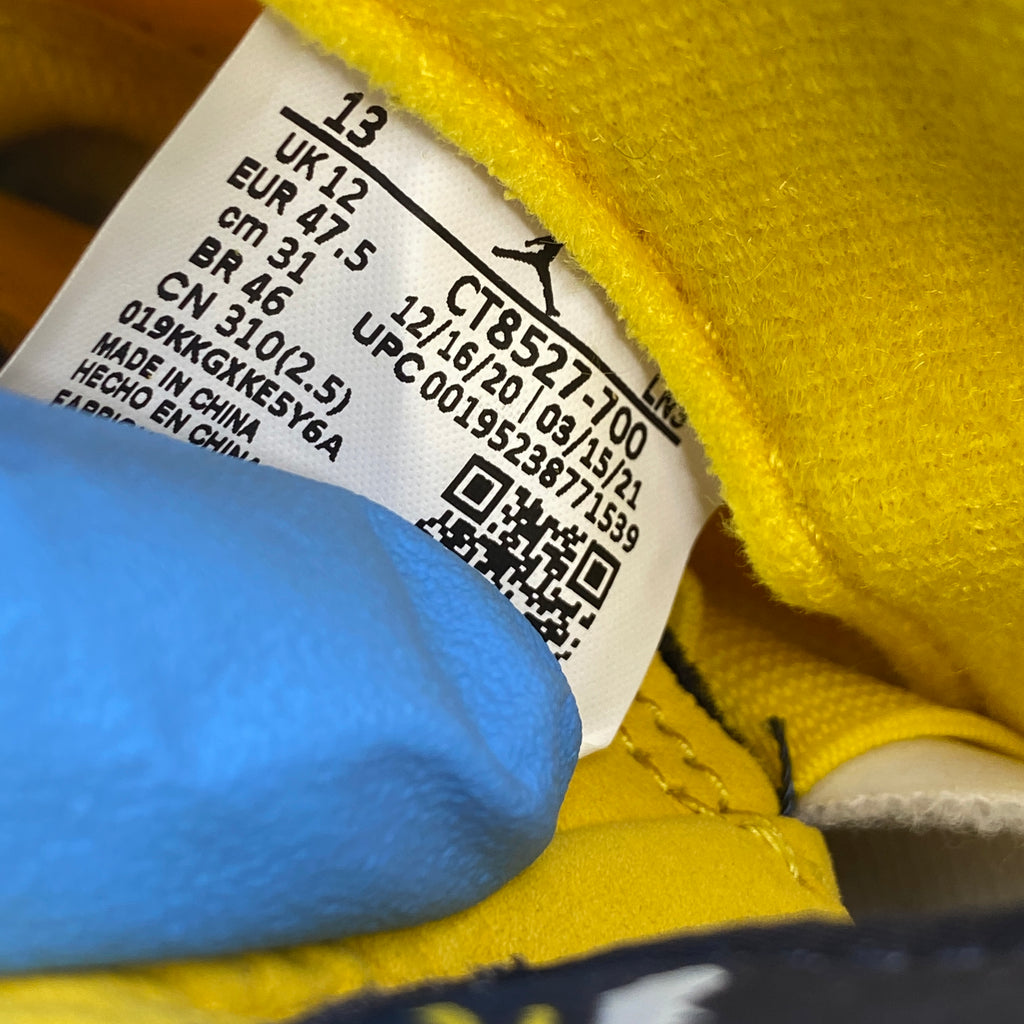 13
UK 12
EUR 47.5
cm 31
BR 46
CN 310(2.5)
019KKGXKE5Y6A
MADE IN CHINA
HECHO EN CHINA
CT8527-700
12/16/20 | 03/15/21
UPC 00195238771539